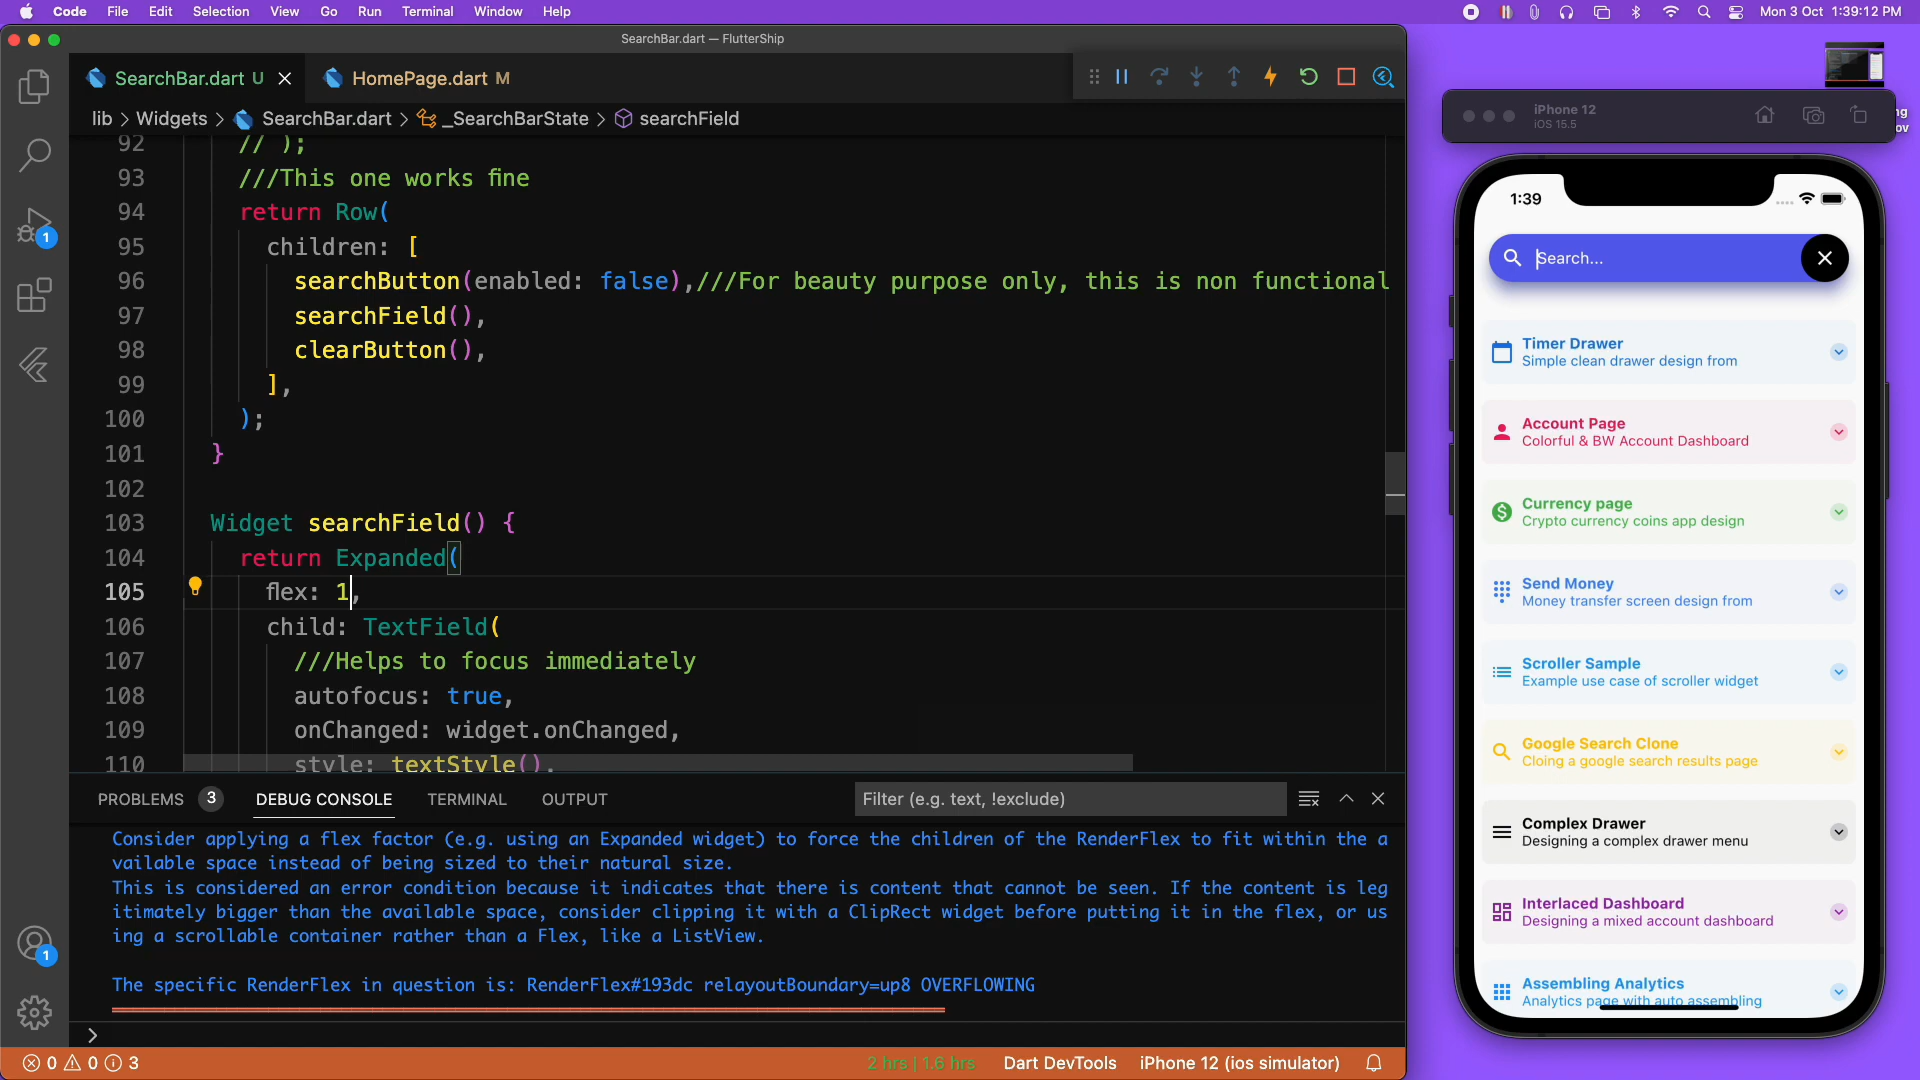 Code File Edit Selection View Go Run Terminal Window Help Mon 3 Oct 1:39:12 PM
SearchBar.dart — FlutterShip
SearchBar.dart U HomePage.dart M
lib > Widgets > SearchBar.dart > _SearchBarState > searchField
92 // );
93 ///This one works fine
94 return Row(
95 children: [
96 searchButton(enabled: false),///For beauty purpose only, this is non functional
97 searchField(),
98 clearButton(),
99 ],
100 );
101 }
102
103 Widget searchField() {
104 return Expanded(
105 flex: 1,
106 child: TextField(
107 ///Helps to focus immediately
108 autofocus: true,
109 onChanged: widget.onChanged,
110 style: textStyle(),
PROBLEMS 3 DEBUG CONSOLE TERMINAL OUTPUT Filter (e.g. text, !exclude)
Consider applying a flex factor (e.g. using an Expanded widget) to force the children of the RenderFlex to fit within the a
vailable space instead of being sized to their natural size.
This is considered an error condition because it indicates that there is content that cannot be seen. If the content is leg
itimately bigger than the available space, consider clipping it with a ClipRect widget before putting it in the flex, or us
ing a scrollable container rather than a Flex, like a ListView.
The specific RenderFlex in question is: RenderFlex#193dc relayoutBoundary=up8 OVERFLOWING
1
1
0 0 3 2 hrs | 1.6 hrs Dart DevTools iPhone 12 (ios simulator)
iPhone 12
iOS 15.5
ng
ov
1:39
Search...
Timer Drawer
Simple clean drawer design from
Account Page
Colorful & BW Account Dashboard
Currency page
Crypto currency coins app design
Send Money
Money transfer screen design from
Scroller Sample
Example use case of scroller widget
Google Search Clone
Cloing a google search results page
Complex Drawer
Designing a complex drawer menu
Interlaced Dashboard
Designing a mixed account dashboard
Assembling Analytics
Analytics page with auto assembling